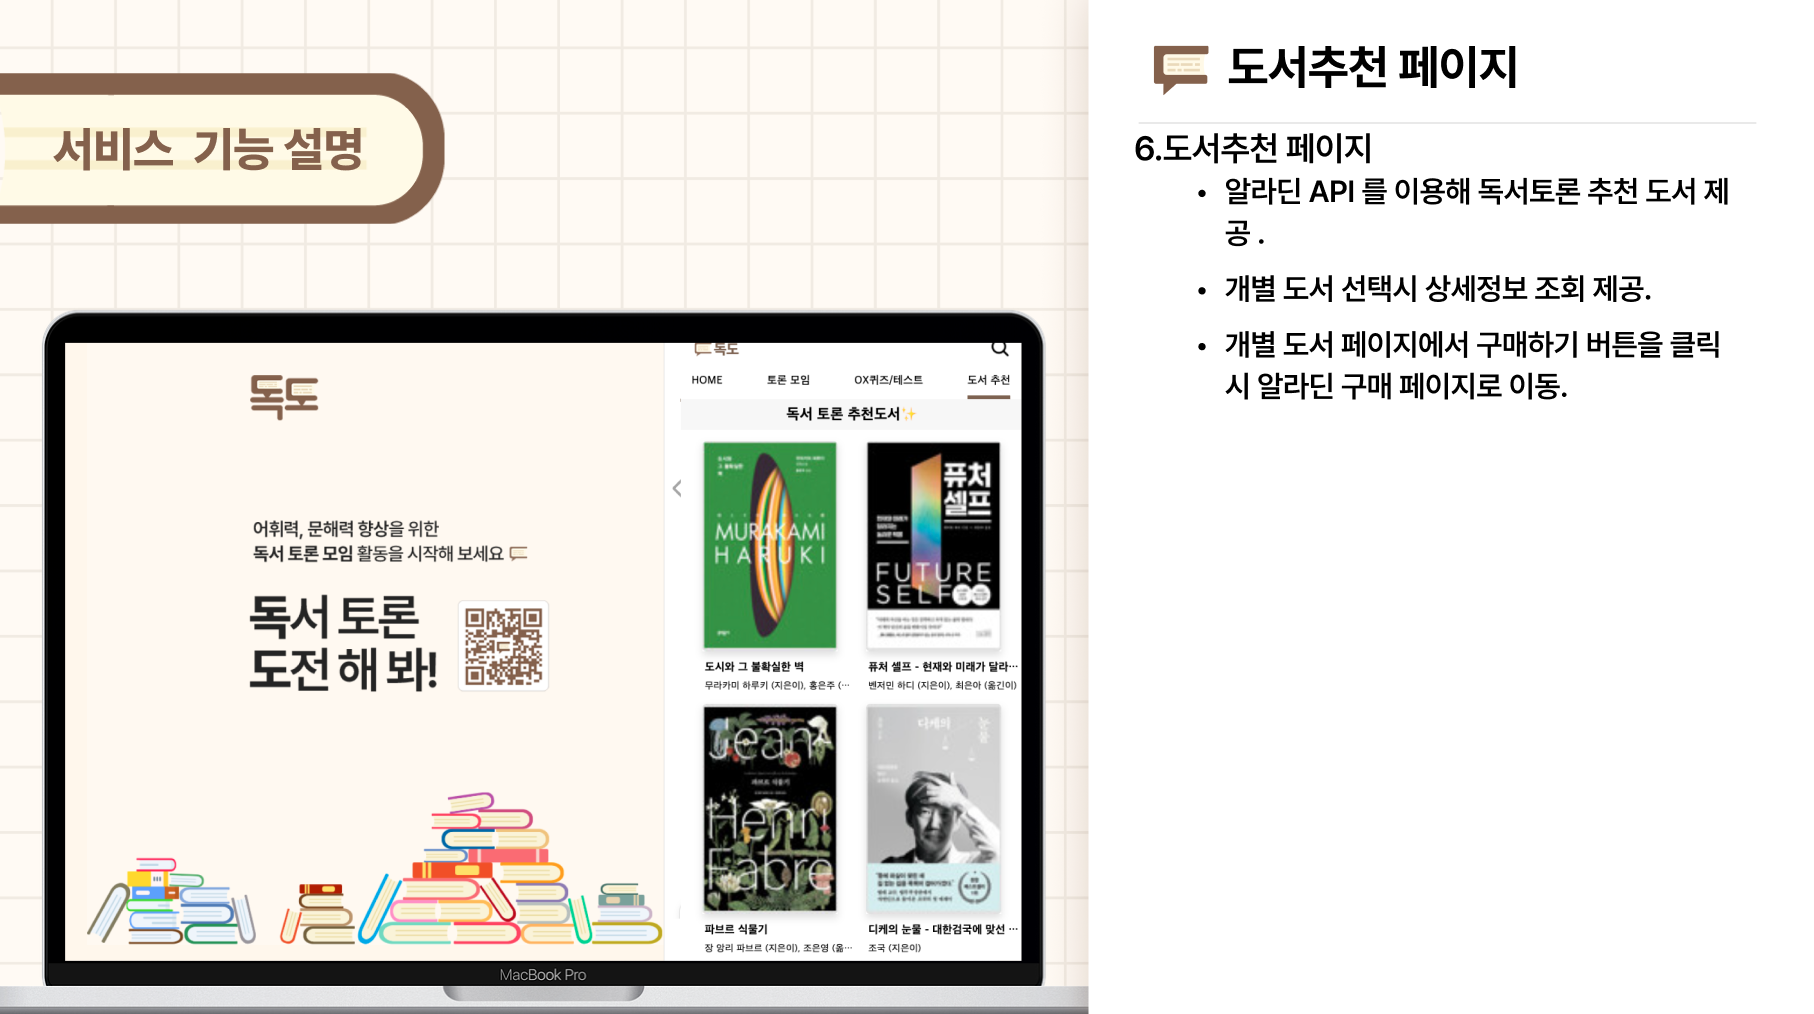 서비스 기능 설명
도서추천 페이지
6.도서추천 페이지
• 알라딘 API 를 이용해 독서토론 추천 도서 제
공 .
• 개별 도서 선택시 상세정보 조회 제공.
• 개별 도서 페이지에서 구매하기 버튼을 클릭
시 알라딘 구매 페이지로 이동.
독도
어휘력, 문해력 향상을 위한
독서 토론 모임 활동을 시작해 보세요
독서 토론
도전 해 봐!
독도
HOME 토론 모임 OX퀴즈/테스트 도서 추천
독서 토론 추천도서✨
MURAKAMI
HARUKI
도시와 그 불확실한 벽
무라카미 하루키 (지은이), 홍은주 (…
퓨처
셀프
FUTURE
SELF
퓨처 셀프 - 현재와 미래가 달라…
벤저민 하디 (지은이), 최은아 (옮긴이)
Jean-
파브르 식물기
Henri
Fabre
파브르 식물기
장 앙리 파브르 (지은이), 조은영 (옮…
디케의 눈물
디케의 눈물 - 대한검국에 맞선 …
조국 (지은이)
MacBook Pro